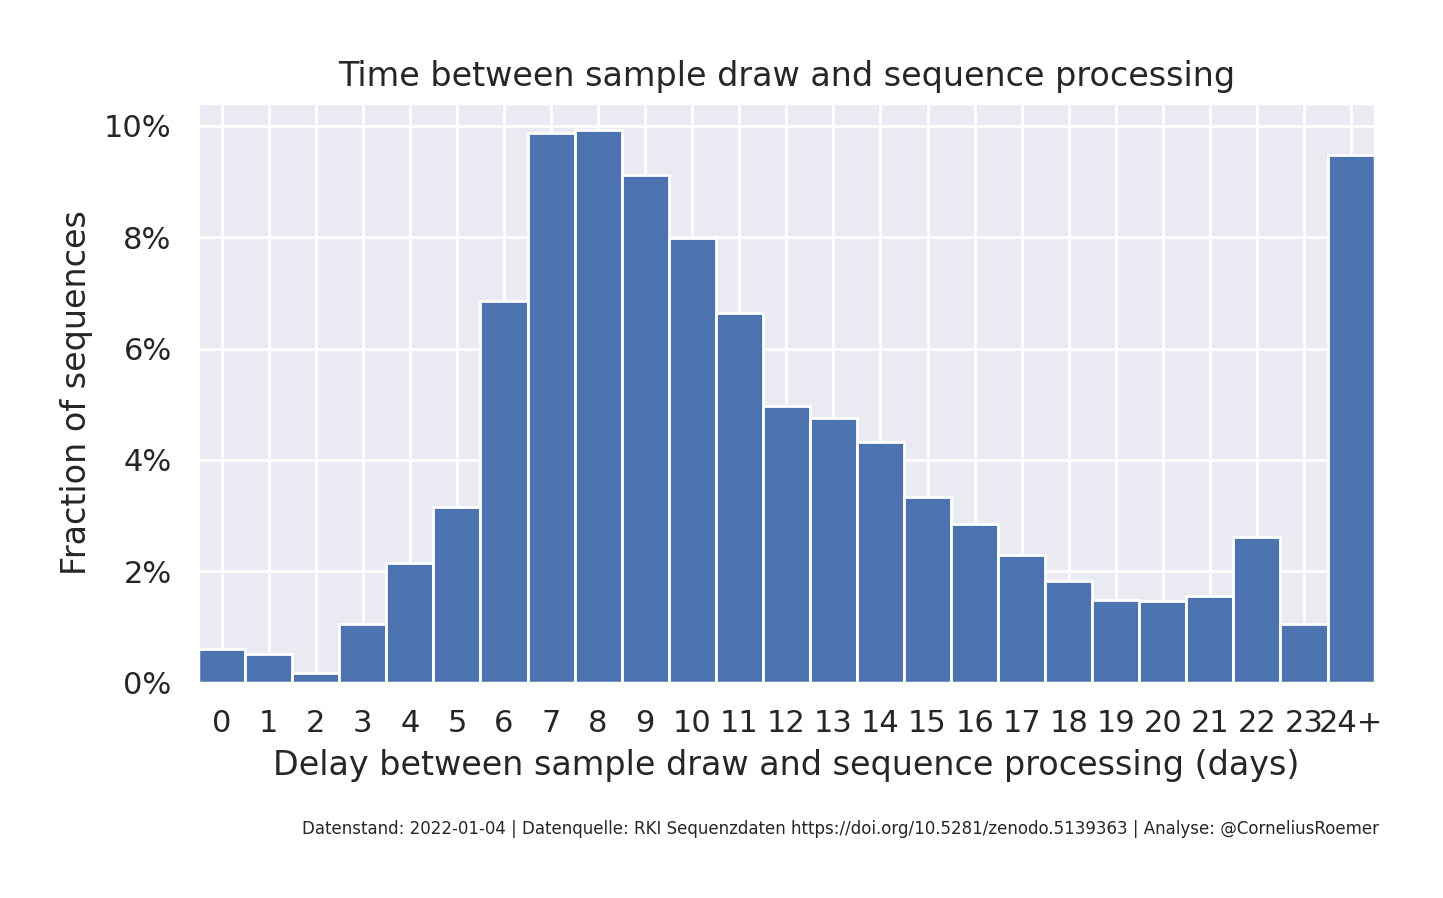 Time between sample draw and sequence processing
10%
8%
6%
4%
2%
0%
Fraction of sequences
0 1 2 3 4 5 6 7 8 9 10 11 12 13 14 15 16 17 18 19 20 21 22 23 24+
Delay between sample draw and sequence processing (days)
Datenstand: 2022-01-04 | Datenquelle: RKI Sequenzdaten https://doi.org/10.5281/zenodo.5139363 | Analyse: @CorneliusRoemer